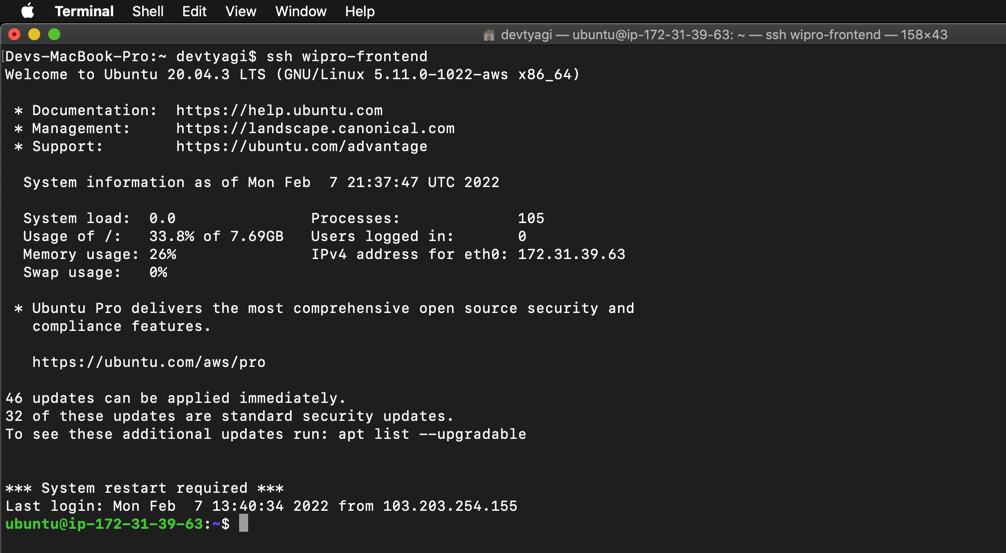 Terminal Shell Edit View Window Help
devtyagi — ubuntu@ip-172-31-39-63: ~ — ssh wipro-frontend — 158×43
[Devs-MacBook-Pro:~ devtyagi$ ssh wipro-frontend
Welcome to Ubuntu 20.04.3 LTS (GNU/Linux 5.11.0-1022-aws x86_64)
* Documentation:  https://help.ubuntu.com
* Management:     https://landscape.canonical.com
* Support:        https://ubuntu.com/advantage
System information as of Mon Feb  7 21:37:47 UTC 2022
System load:  0.0               Processes:             105
Usage of /:   33.8% of 7.69GB   Users logged in:       0
Memory usage: 26%               IPv4 address for eth0: 172.31.39.63
Swap usage:   0%
* Ubuntu Pro delivers the most comprehensive open source security and
compliance features.
https://ubuntu.com/aws/pro
46 updates can be applied immediately.
32 of these updates are standard security updates.
To see these additional updates run: apt list --upgradable
*** System restart required ***
Last login: Mon Feb  7 13:40:34 2022 from 103.203.254.155
ubuntu@ip-172-31-39-63:~$